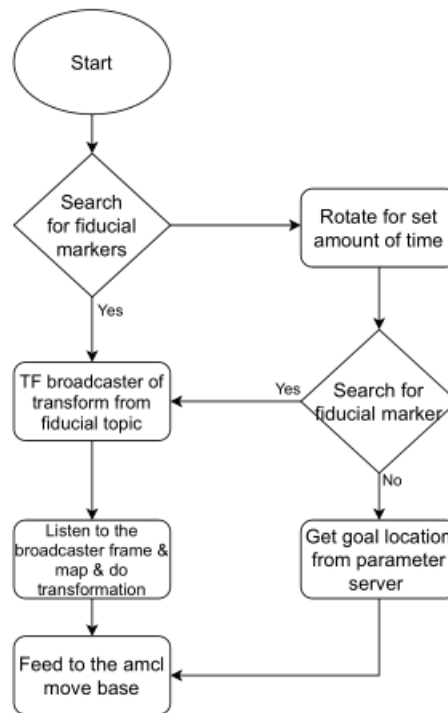 Start
Search
for fiducial
markers
Rotate for set
amount of time
Yes
TF broadcaster of
transform from
fiducial topic
Yes
Search for
fiducial marker
No
Listen to the
broadcaster frame &
map & do
transformation
Get goal location
from parameter
server
Feed to the amcl
move base